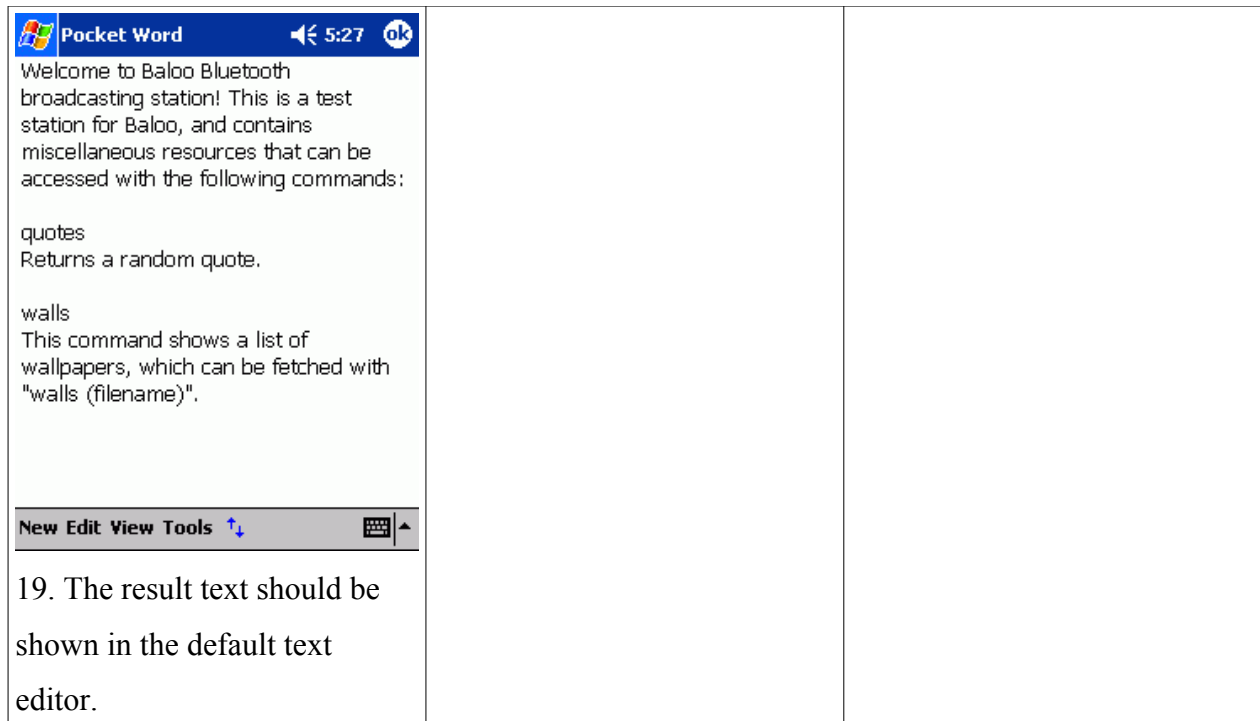 Pocket Word 5:27 ok
Welcome to Baloo Bluetooth
broadcasting station! This is a test
station for Baloo, and contains
miscellaneous resources that can be
accessed with the following commands:
quotes
Returns a random quote.
walls
This command shows a list of
wallpapers, which can be fetched with
"walls (filename)".
New Edit View Tools
19. The result text should be
shown in the default text
editor.